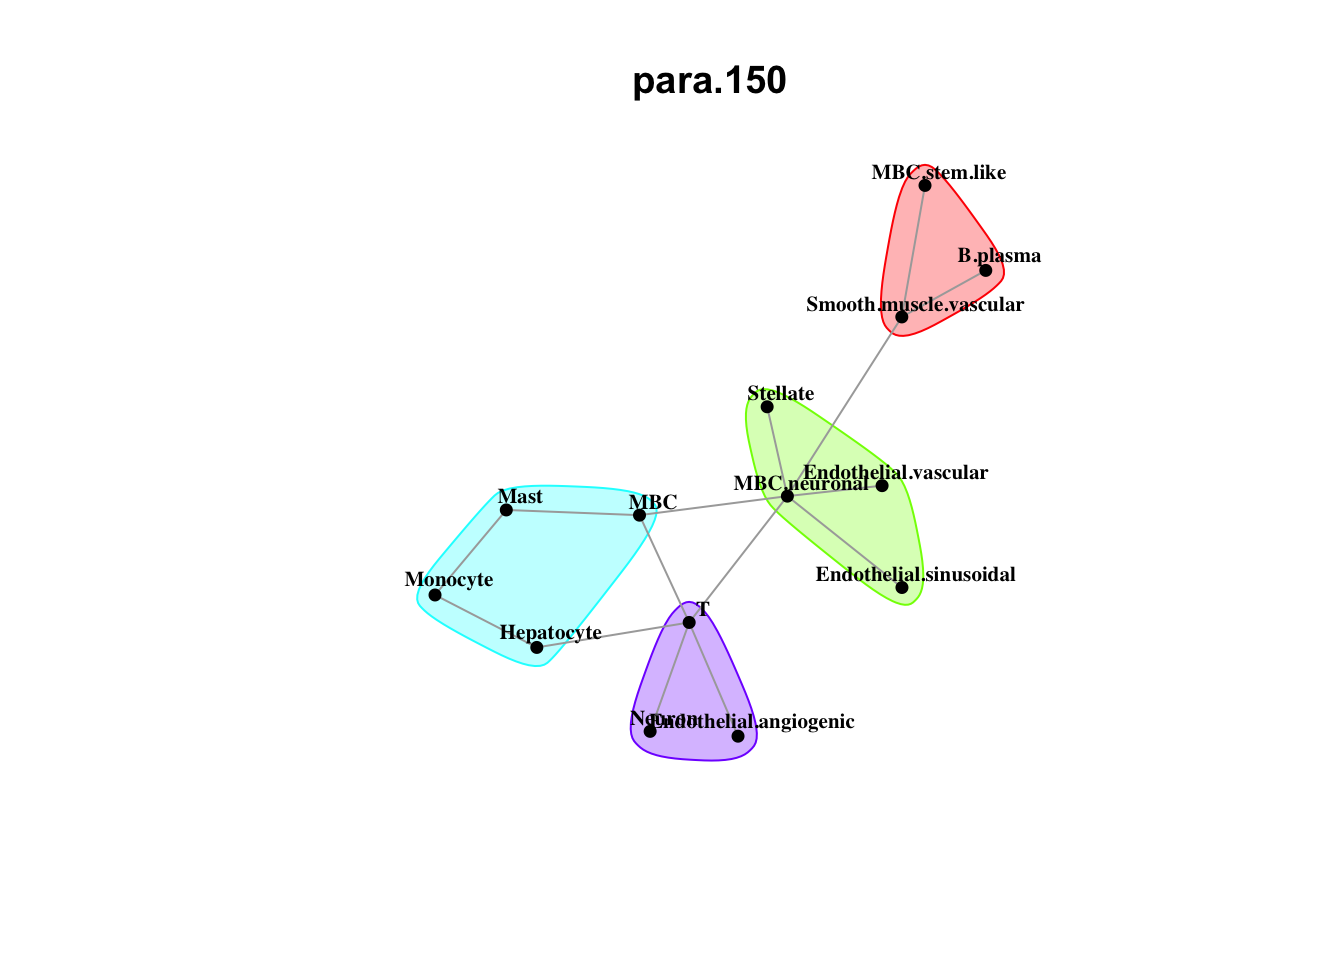 para.150
MBC.stem.like
B.plasma
Smooth.muscle.vascular
Stellate
Endothelial.vascular
MBC.neuronal
Mast
MBC
Endothelial.sinusoidal
Monocyte
T
Hepatocyte
Neuron
Endothelial.angiogenic